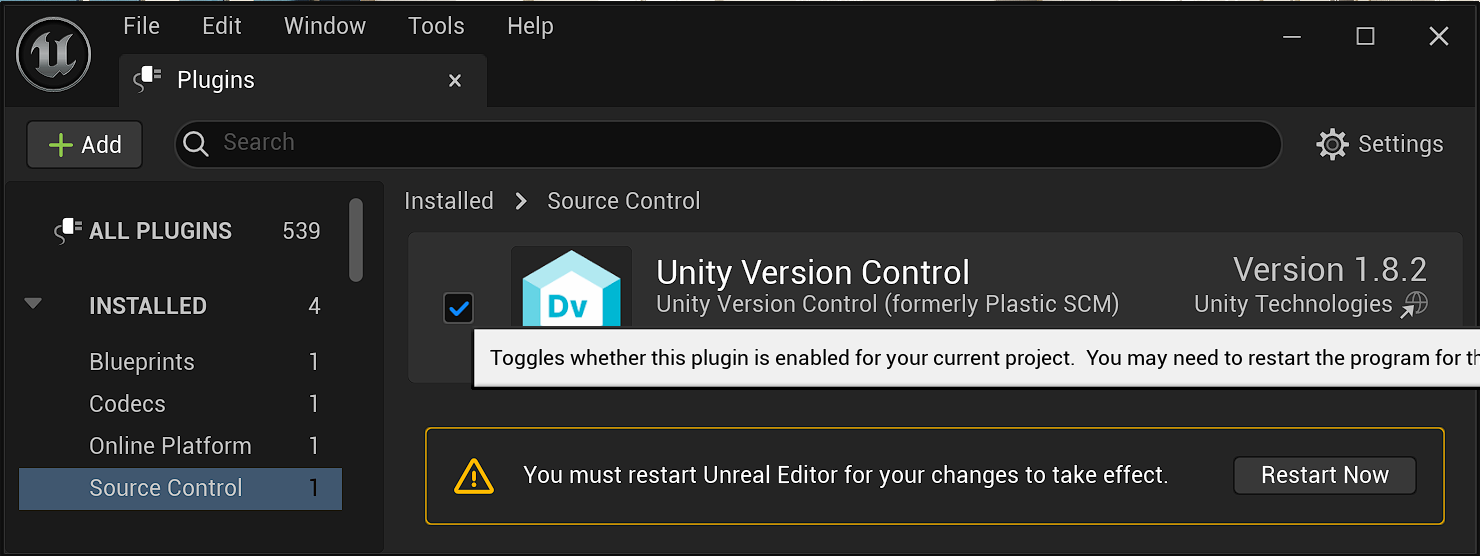 File Edit Window Tools Help
Plugins
Add
Search
Settings
Installed > Source Control
ALL PLUGINS 539
INSTALLED 4
Blueprints 1
Codecs 1
Online Platform 1
Source Control 1
Dv
Unity Version Control
Version 1.8.2
Unity Version Control (formerly Plastic SCM)
Unity Technologies
Toggles whether this plugin is enabled for your current project. You may need to restart the program for
You must restart Unreal Editor for your changes to take effect.
Restart Now